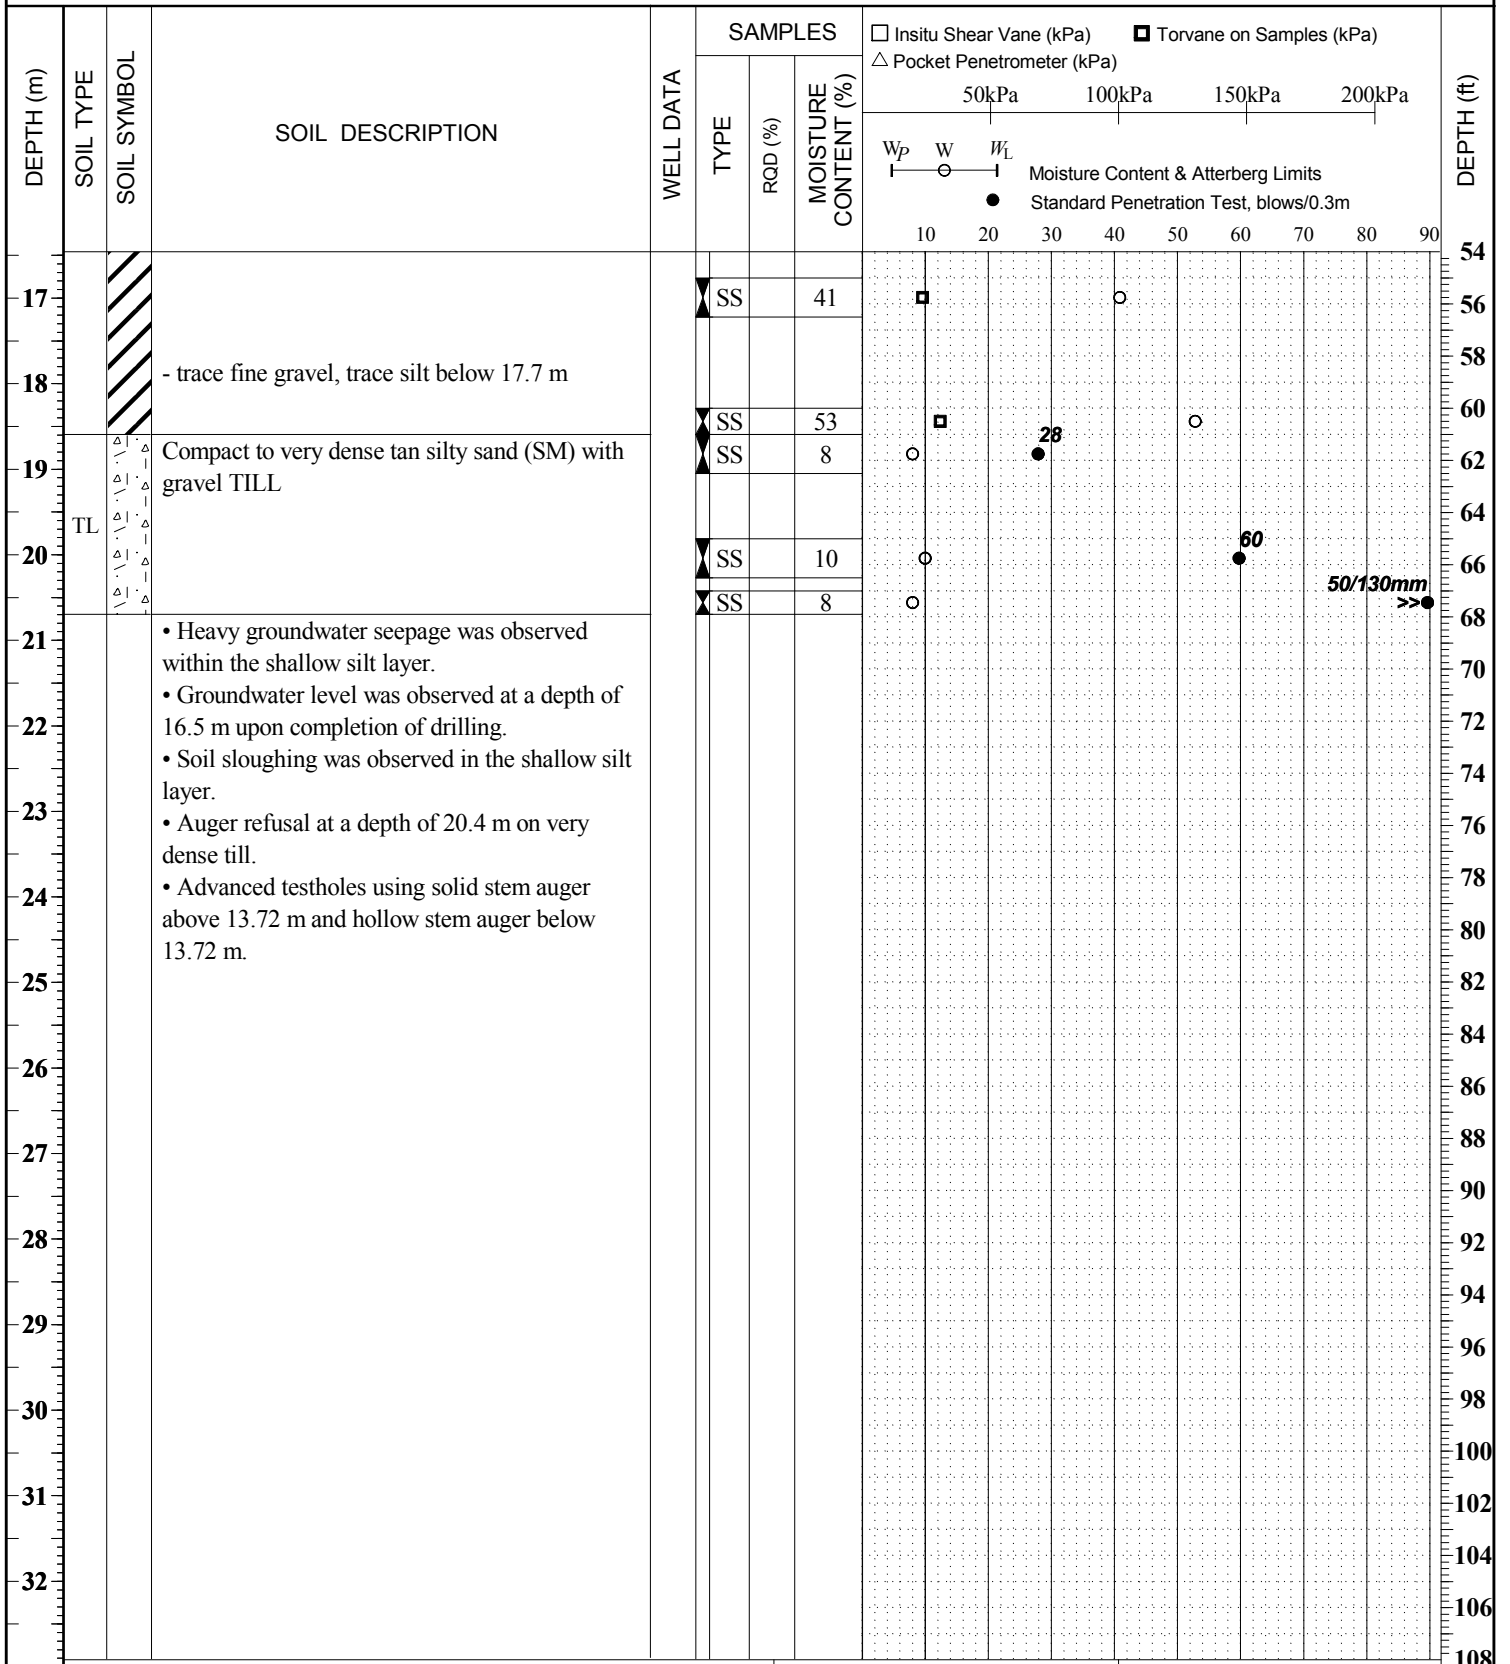 DEPTH (m)
SOIL TYPE
SOIL SYMBOL
SOIL DESCRIPTION
WELL DATA
SAMPLES
TYPE
RQD (%)
MOISTURE
CONTENT (%)
Insitu Shear Vane (kPa)
Torvane on Samples (kPa)
Pocket Penetrometer (kPa)
50kPa 100kPa 150kPa 200kPa
WP W WL
Moisture Content & Atterberg Limits
Standard Penetration Test, blows/0.3m
10 20 30 40 50 60 70 80 90
DEPTH (ft)
54
17
SS 41
56
- trace fine gravel, trace silt below 17.7 m
58
18
SS 53
60
Compact to very dense tan silty sand (SM) with
gravel TILL
SS 8
28
19
62
TL
64
20
SS 10
60
66
50/130mm
SS 8
>>
68
21
• Heavy groundwater seepage was observed
within the shallow silt layer.
70
• Groundwater level was observed at a depth of
16.5 m upon completion of drilling.
22
72
• Soil sloughing was observed in the shallow silt
layer.
74
23
• Auger refusal at a depth of 20.4 m on very
dense till.
76
• Advanced testholes using solid stem auger
above 13.72 m and hollow stem auger below
13.72 m.
24
78
80
25
82
84
26
86
27
88
90
28
92
94
29
96
30
98
100
31
102
104
32
106
108